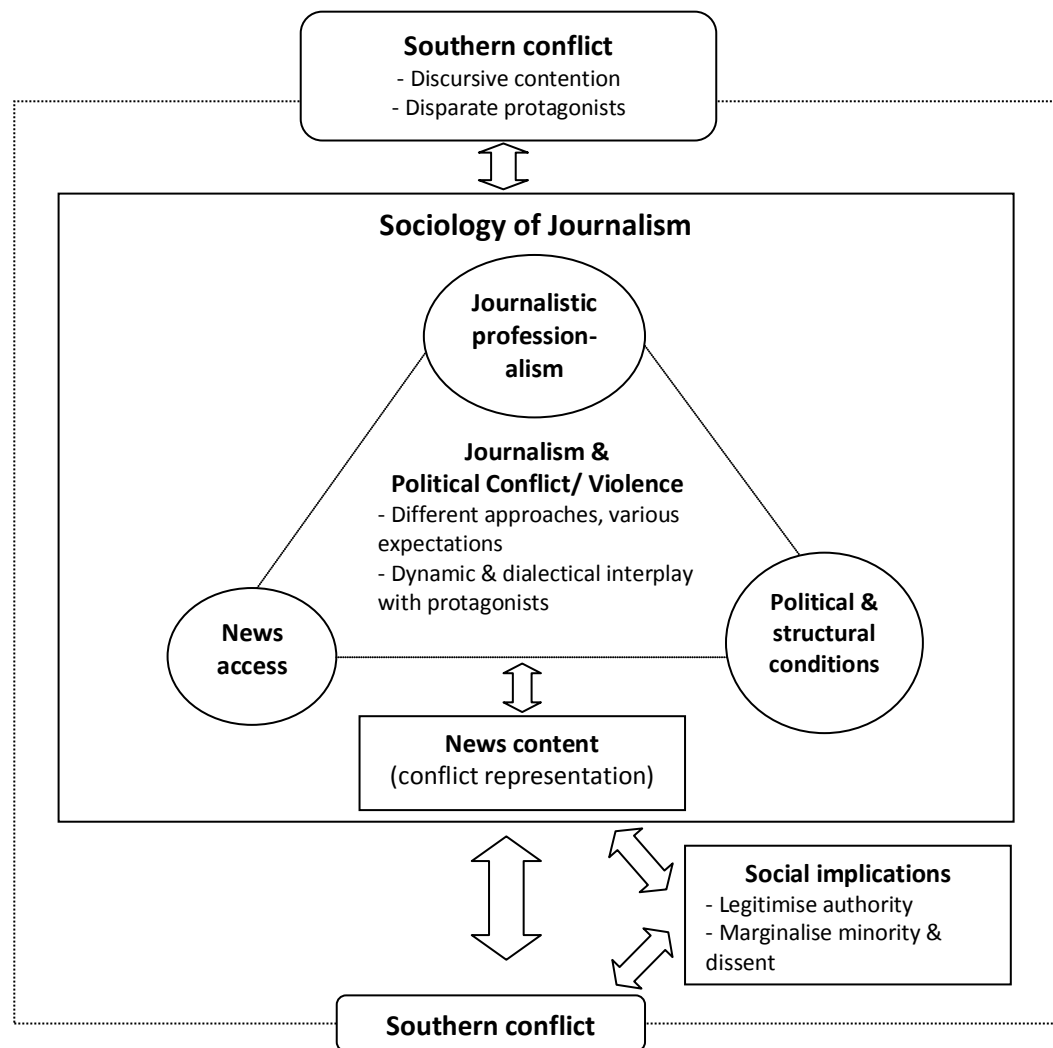 Southern conflict
- Discursive contention
- Disparate protagonists
Sociology of Journalism
Journalistic
profession-
alism
Journalism &
Political Conflict/ Violence
- Different approaches, various
expectations
- Dynamic & dialectical interplay
with protagonists
News
access
Political &
structural
conditions
News content
(conflict representation)
Social implications
- Legitimise authority
- Marginalise minority &
dissent
Southern conflict